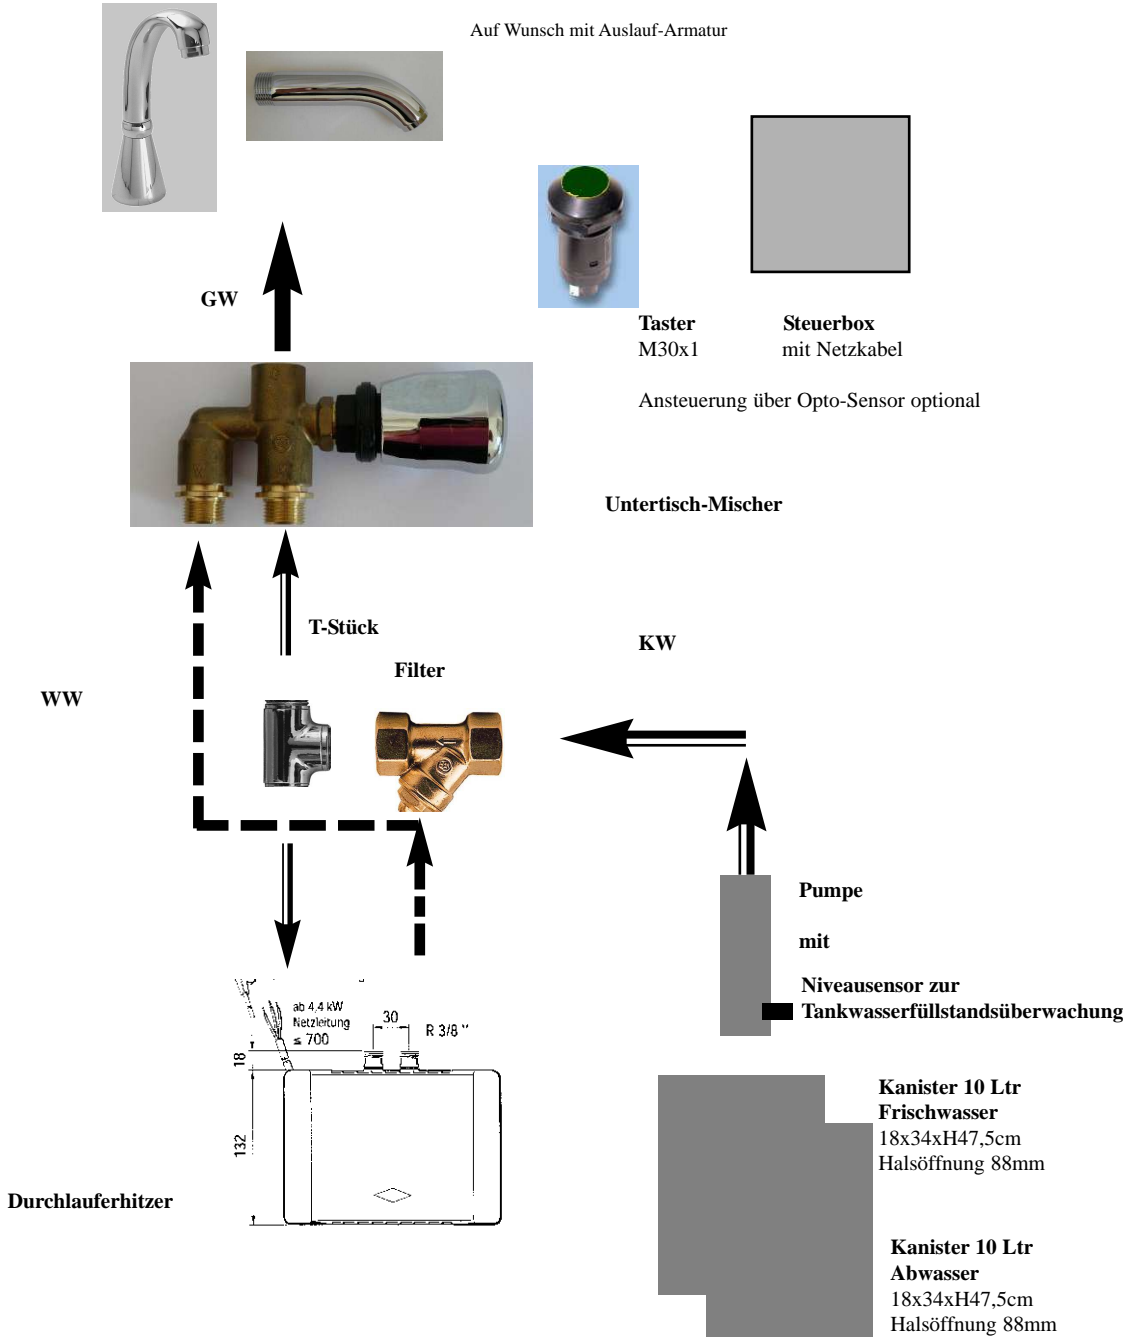 Auf Wunsch mit Auslauf-Armatur
GW
Taster
M30x1
Steuerbox
mit Netzkabel
Ansteuerung über Opto-Sensor optional
Untertisch-Mischer
T-Stück
KW
Filter
WW
Pumpe
mit
Niveausensor zur
Tankwasserfüllstandsüberwachung
ab 4,4 kW
Netzleitung
≤ 700
30
R 3/8 "
18
132
Durchlauferhitzer
Kanister 10 Ltr
Frischwasser
18x34xH47,5cm
Halsöffnung 88mm
Kanister 10 Ltr
Abwasser
18x34xH47,5cm
Halsöffnung 88mm